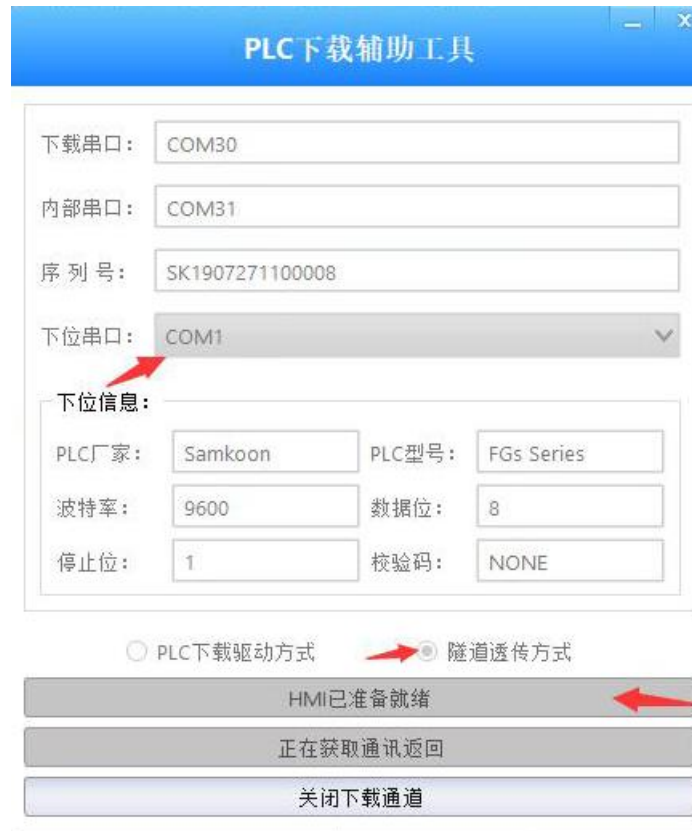 PLC下载辅助工具
下载串口： COM30
内部串口： COM31
序 列 号： SK1907271100008
下位串口： COM1
下位信息：
PLC厂家： Samkoon PLC型号： FGs Series
波特率： 9600 数据位： 8
停止位： 1 校验码： NONE
PLC下载驱动方式 隧道透传方式
HMI已准备就绪
正在获取通讯返回
关闭下载通道